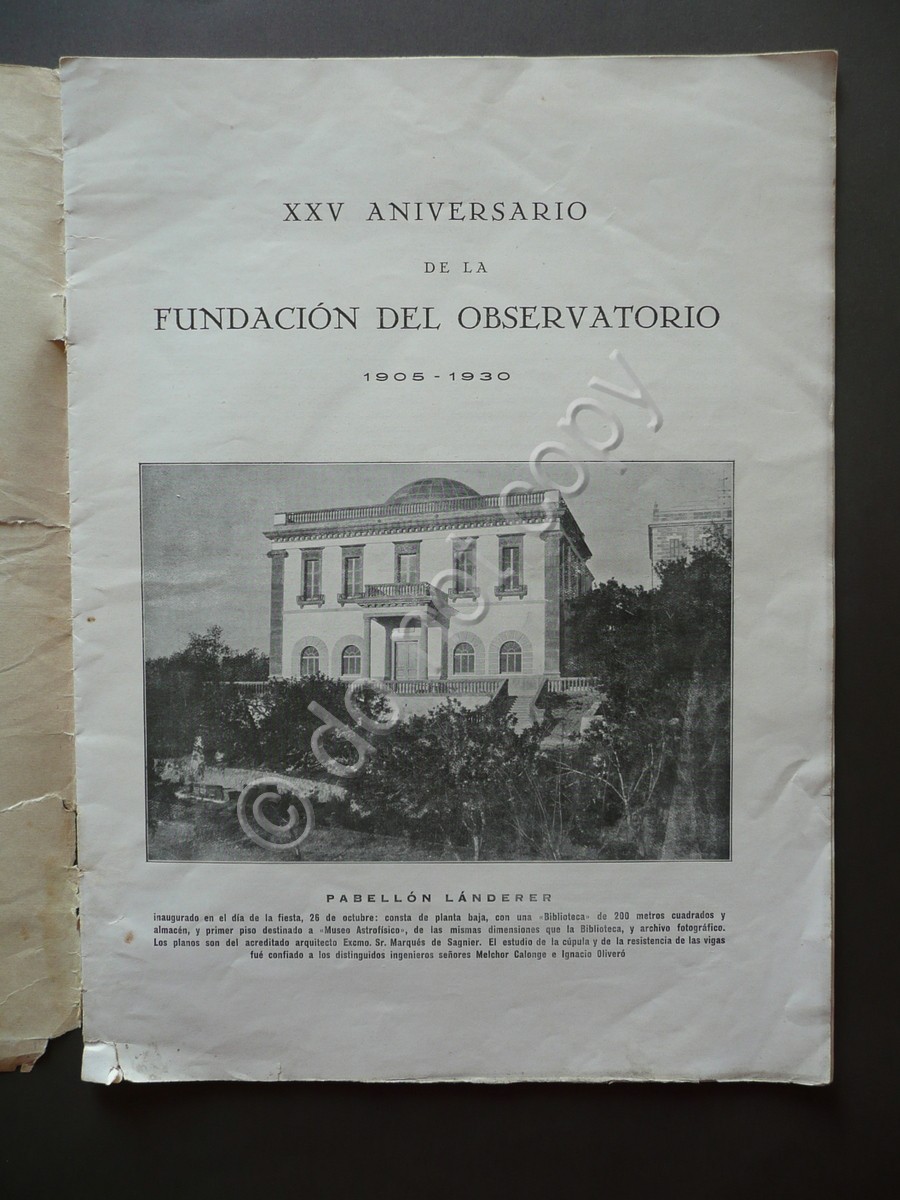 XXV ANIVERSARIO
DE LA
FUNDACIÓN DEL OBSERVATORIO
1905 - 1930
PABELLÓN LÁNDERER
inaugurado en el día de la fiesta, 26 de octubre: consta de planta baja, con una «Biblioteca» de 200 metros cuadrados y
almacén, y primer piso destinado a «Museo Astrofísico», de las mismas dimensiones que la Biblioteca, y archivo fotográfico.
Los planos son del acreditado arquitecto Excmo. Sr. Marqués de Sagnier. El estudio de la cúpula y de la resistencia de las vigas
fué confiado a los distinguidos ingenieros señores Melchor Calonge e Ignacio Oliveró
© do not copy